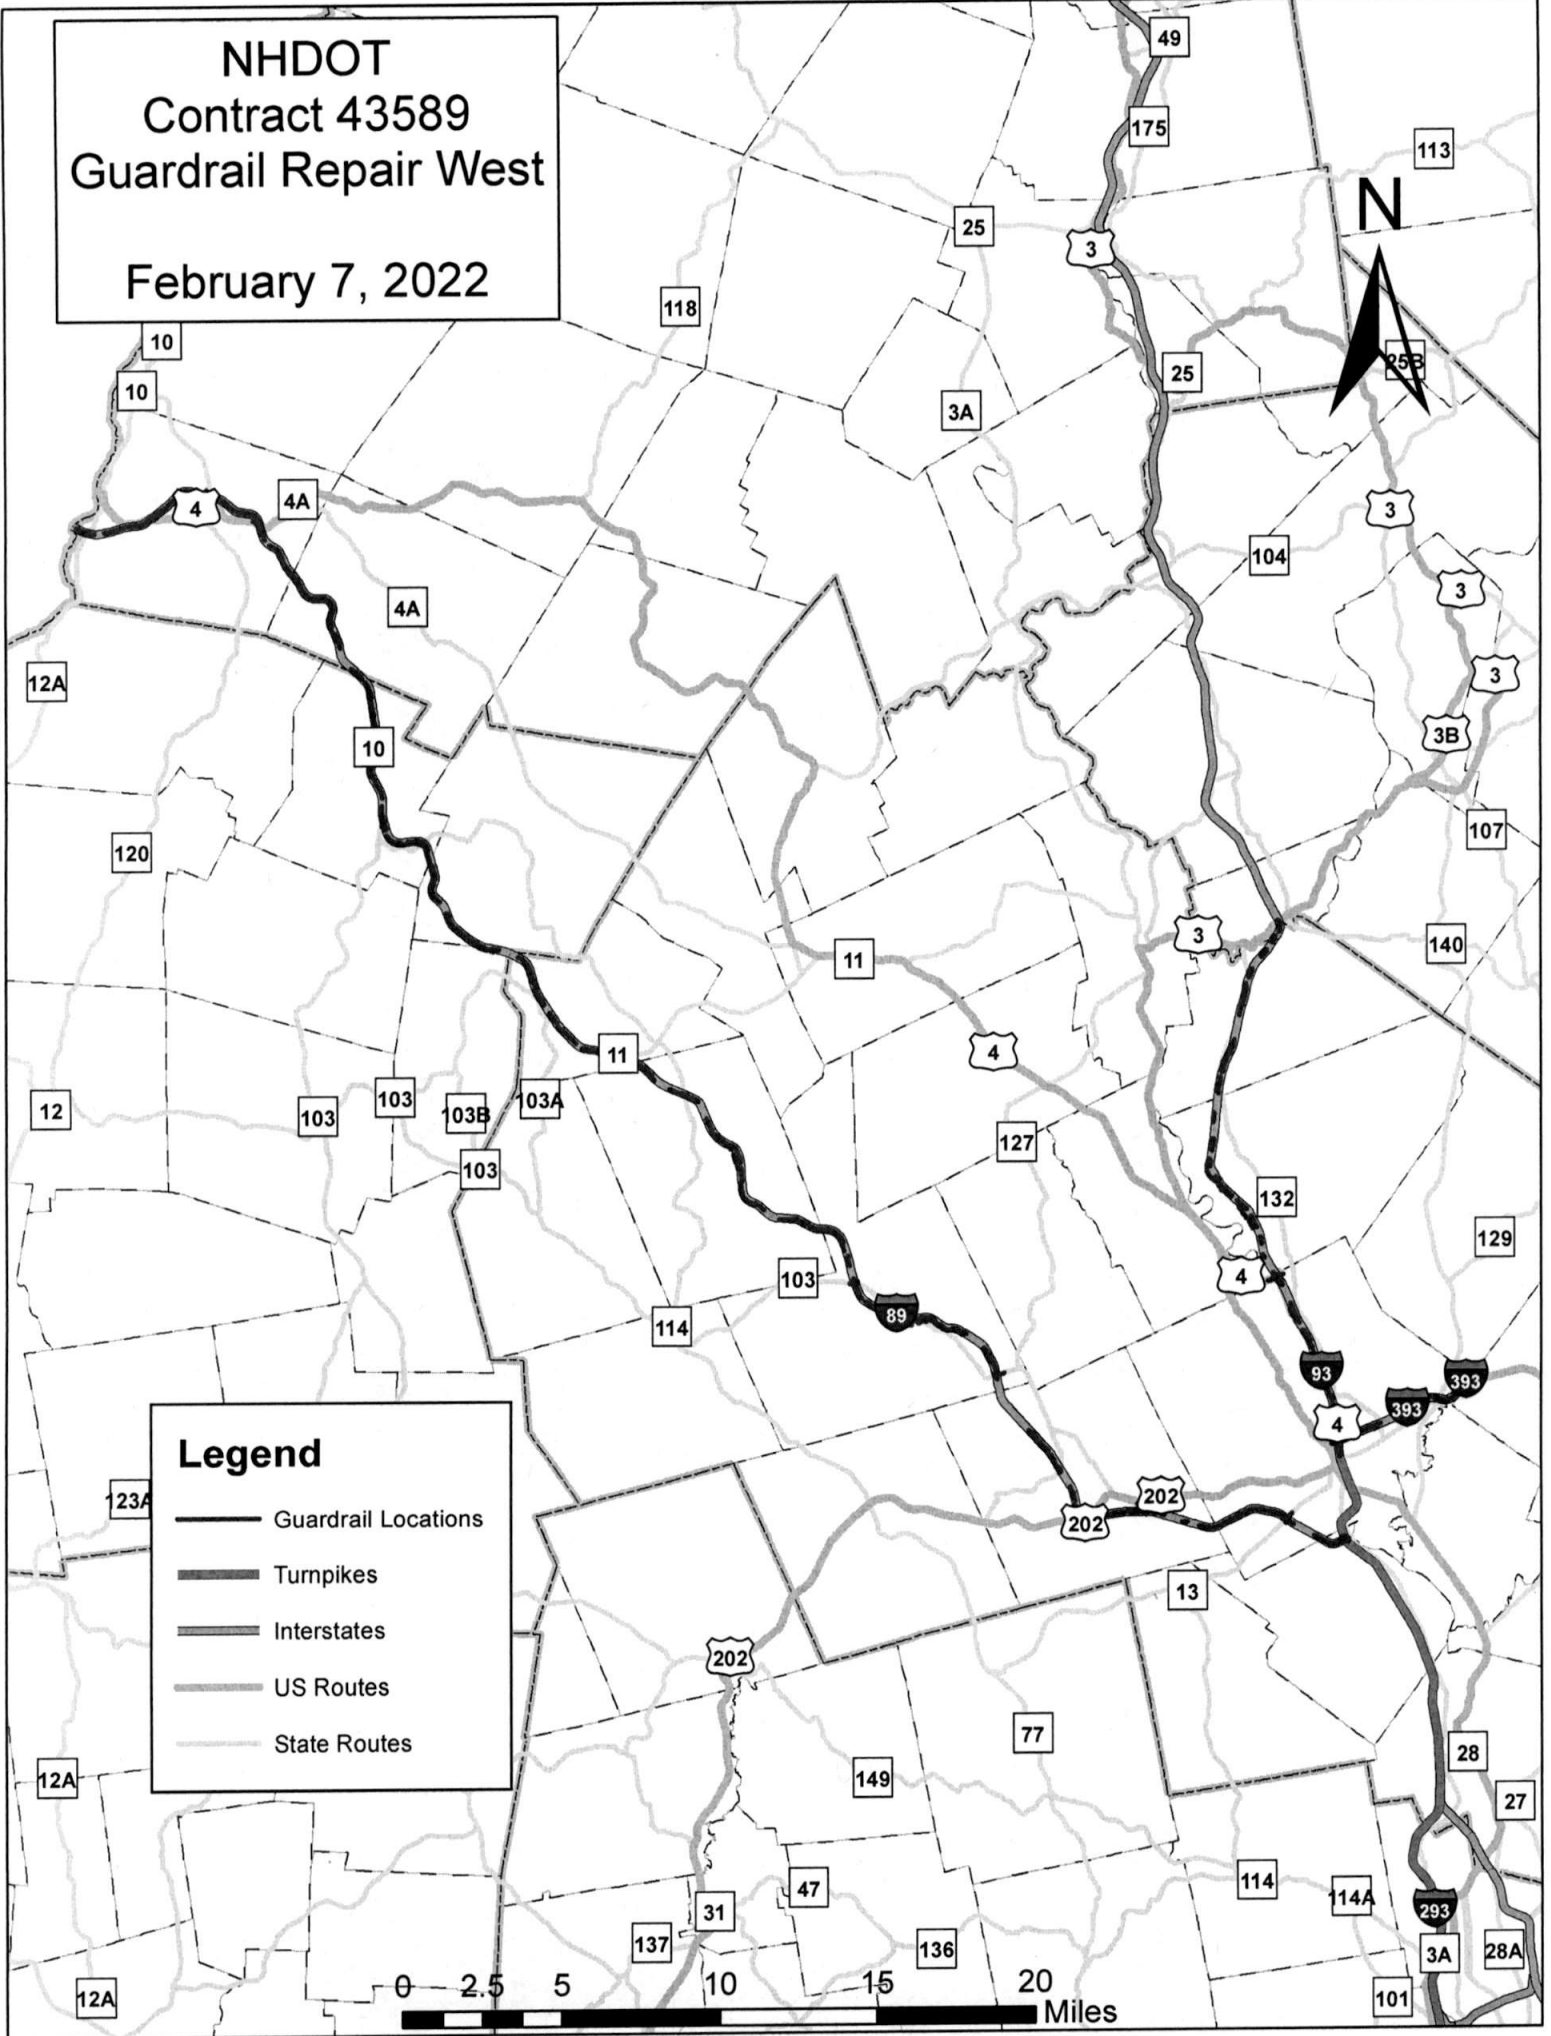 NHDOT
Contract 43589
Guardrail Repair West
February 7, 2022
49
175
113
N
25
3
118
10
25
25B
10
3A
4
4A
3
104
3
4A
3
12A
3B
10
107
120
3
140
11
4
11
103
103A
12
103
103B
127
103
132
129
4
103
89
114
93
393
393
4
Legend
202
123A
202
Guardrail Locations
Turnpikes
13
Interstates
202
US Routes
77
State Routes
28
12A
149
27
114
47
114A
31
293
137
136
3A
28A
12A
101
0 2.5 5 10 15 20
Miles